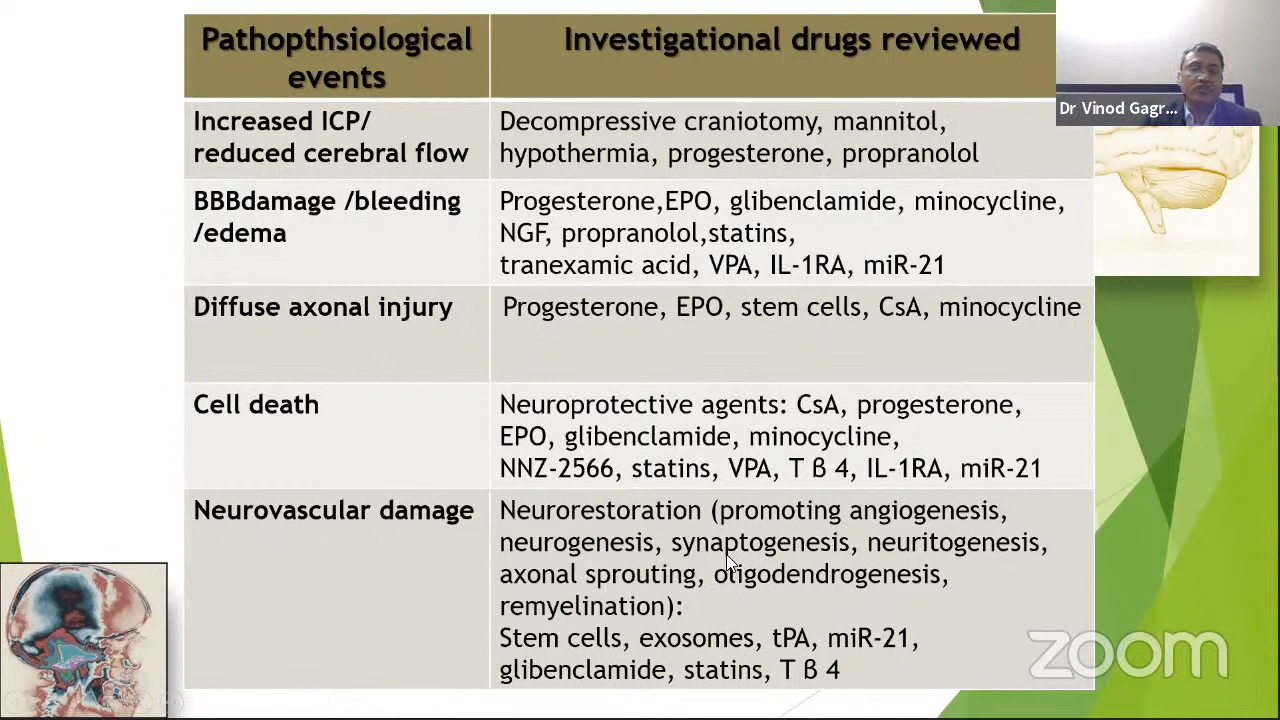 Pathopthsiological
events
Investigational drugs reviewed
Increased ICP/
reduced cerebral flow
Decompressive craniotomy, mannitol,
hypothermia, progesterone, propranolol
BBBdamage /bleeding
/edema
Progesterone,EPO, glibenclamide, minocycline,
NGF, propranolol,statins,
tranexamic acid, VPA, IL-1RA, miR-21
Diffuse axonal injury
Progesterone, EPO, stem cells, CsA, minocycline
Cell death
Neuroprotective agents: CsA, progesterone,
EPO, glibenclamide, minocycline,
NNZ-2566, statins, VPA, T ß 4, IL-1RA, miR-21
Neurovascular damage
Neurorestoration (promoting angiogenesis,
neurogenesis, synaptogenesis, neuritogenesis,
axonal sprouting, oligodendrogenesis,
remyelination):
Stem cells, exosomes, tPA, miR-21,
glibenclamide, statins, T ß 4
Dr Vinod Gagr...
zoom